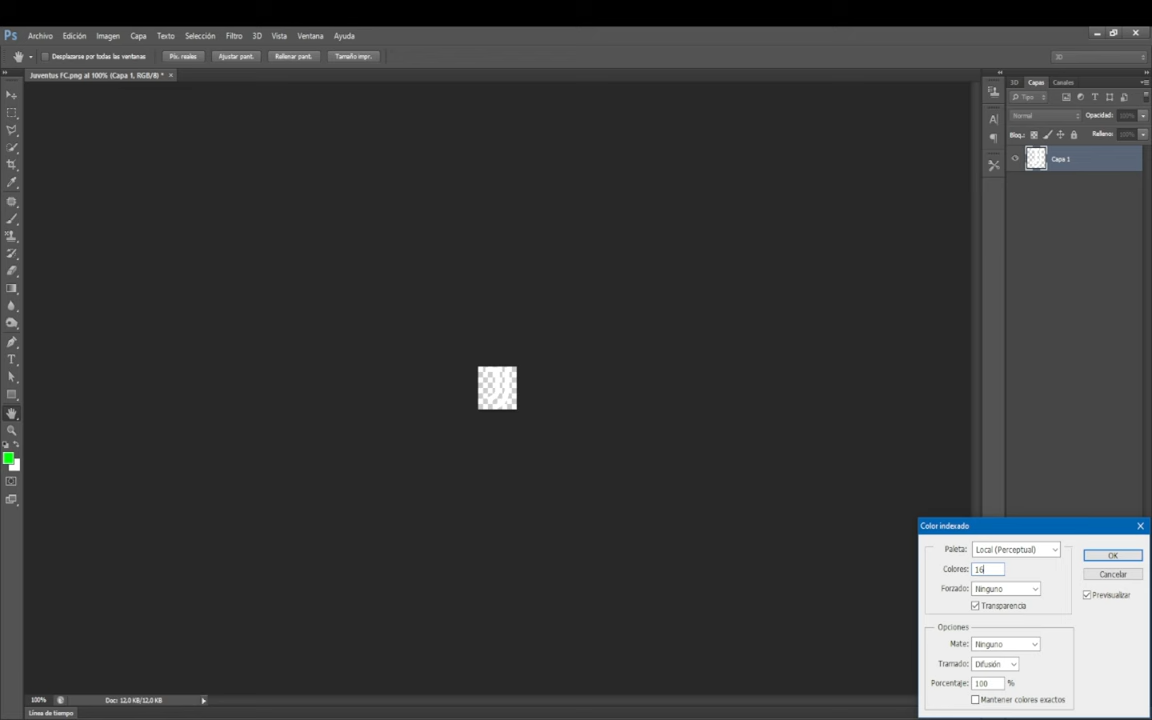 Ps Archivo Edición Imagen Capa Texto Selección Filtro 3D Vista Ventana Ayuda
Desplazarse por todas las ventanas Píx. reales Ajustar pant. Rellenar pant. Tamaño impr. 3D
Juventus FC.png al 100% (Capa 1, RGB/8) * ×
3D Capas Canales
Tipo
Normal Opacidad: 100%
Bloq.: Relleno: 100%
Capa 1
Color indexado
Paleta: Local (Perceptual)
Colores: 16
Forzado: Ninguno
Transparencia
OK
Cancelar
Previsualizar
Opciones
Mate: Ninguno
Tramado: Difusión
Porcentaje: 100 %
Mantener colores exactos
100% Doc: 12,0 KB/12,0 KB
Línea de tiempo